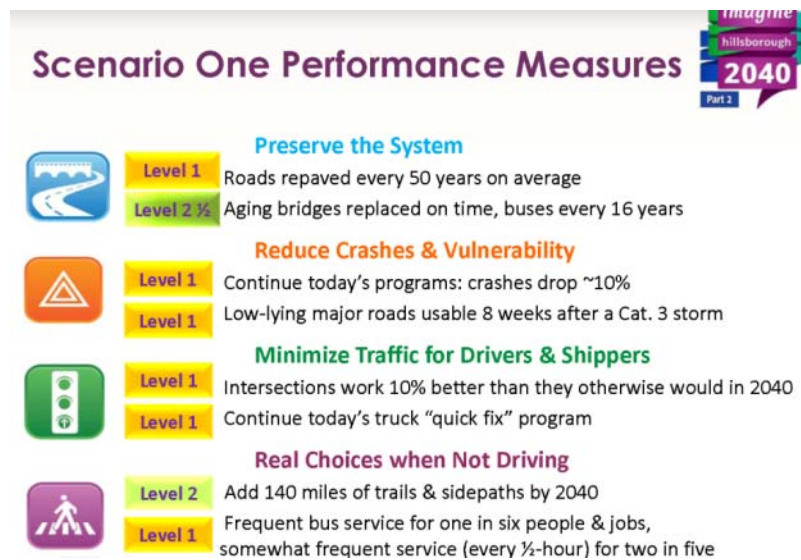 imagine
hillsborough
2040
Part 2
Scenario One Performance Measures
Preserve the System
Level 1
Roads repaved every 50 years on average
Level 2 ½
Aging bridges replaced on time, buses every 16 years
Reduce Crashes & Vulnerability
Level 1
Continue today's programs: crashes drop ~10%
Level 1
Low-lying major roads usable 8 weeks after a Cat. 3 storm
Minimize Traffic for Drivers & Shippers
Level 1
Intersections work 10% better than they otherwise would in 2040
Level 1
Continue today's truck “quick fix” program
Real Choices when Not Driving
Level 2
Add 140 miles of trails & sidepaths by 2040
Level 1
Frequent bus service for one in six people & jobs,
somewhat frequent service (every ½-hour) for two in five